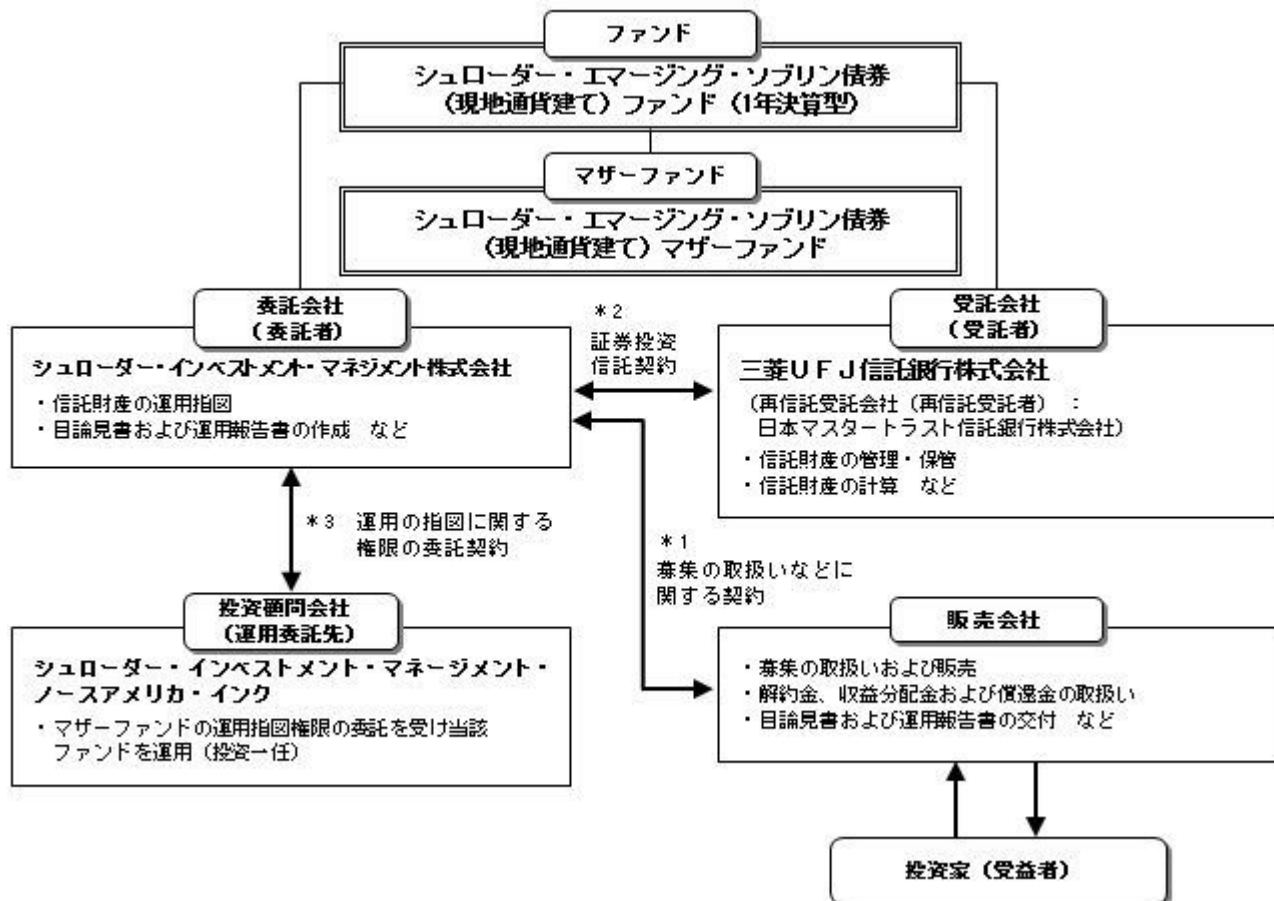 ファンド
シュローダー・エマージング・ソブリン債券
(現地通貨建て) ファンド (1年決算型)
マザーファンド
シュローダー・エマージング・ソブリン債券
(現地通貨建て) マザーファンド
委託会社
(委託者)
シュローダー・インベストメント・マネジメント株式会社
・信託財産の運用指図
・目論見書および運用報告書の作成 など
*2
証券投資
信託契約
受託会社
(受託者)
三菱UFJ信託銀行株式会社
(再信託受託会社 (再信託受託者) :
日本マスタートラスト信託銀行株式会社)
・信託財産の管理・保管
・信託財産の計算 など
*3 運用の指図に関する
権限の委託契約
*1
募集の取扱いなどに
関する契約
投資顧問会社
(運用委託先)
シュローダー・インベストメント・マネージメント・
ノースアメリカ・インク
・マザーファンドの運用指図権限の委託を受け当該
ファンドを運用 (投資一任)
販売会社
・募集の取扱いおよび販売
・解約金、収益分配金および償還金の取扱い
・目論見書および運用報告書の交付 など
投資家 (受益者)